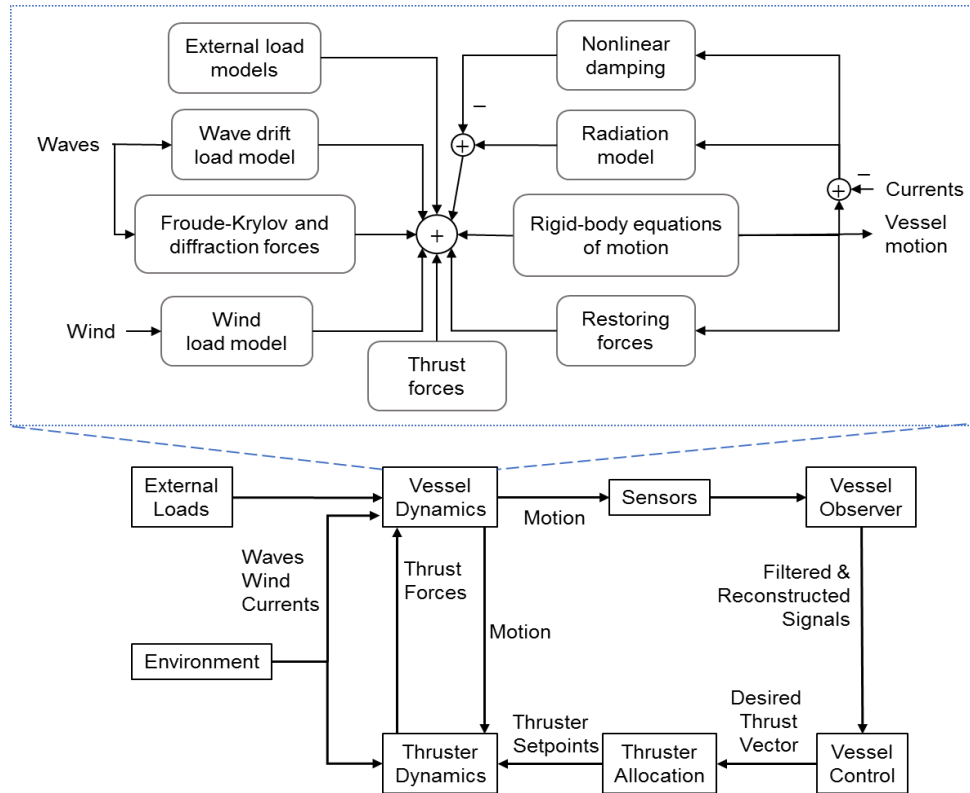 External load
models
Nonlinear
damping
–
Waves
Wave drift
load model
+
Radiation
model
+
–
Currents
Froude-Krylov and
diffraction forces
+
Rigid-body equations
of motion
Vessel
motion
Wind
Wind
load model
Restoring
forces
Thrust
forces
External
Loads
Vessel
Dynamics
Motion
Sensors
Vessel
Observer
Waves
Wind
Currents
Thrust
Forces
Motion
Filtered &
Reconstructed
Signals
Environment
Thruster
Dynamics
Thruster
Setpoints
Thruster
Allocation
Desired
Thrust
Vector
Vessel
Control